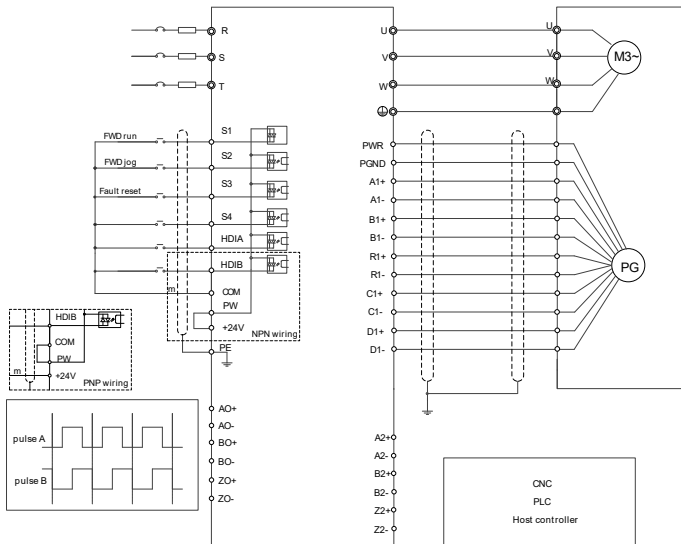 R
S
T
U
V
W
U
V
W
M3~
FWD run
FWD jog
Fault reset
S1
S2
S3
S4
HDIA
HDIB
m
COM
PW
+24V
NPN wiring
PE
PWR
PGND
A1+
A1-
B1+
B1-
R1+
R1-
C1+
C1-
D1+
D1-
PG
HDIB
COM
PW
m
+24V
PNP wiring
pulse A
pulse B
AO+
AO-
BO+
BO-
ZO+
ZO-
A2+
A2-
B2+
B2-
Z2+
Z2-
CNC
PLC
Host controller